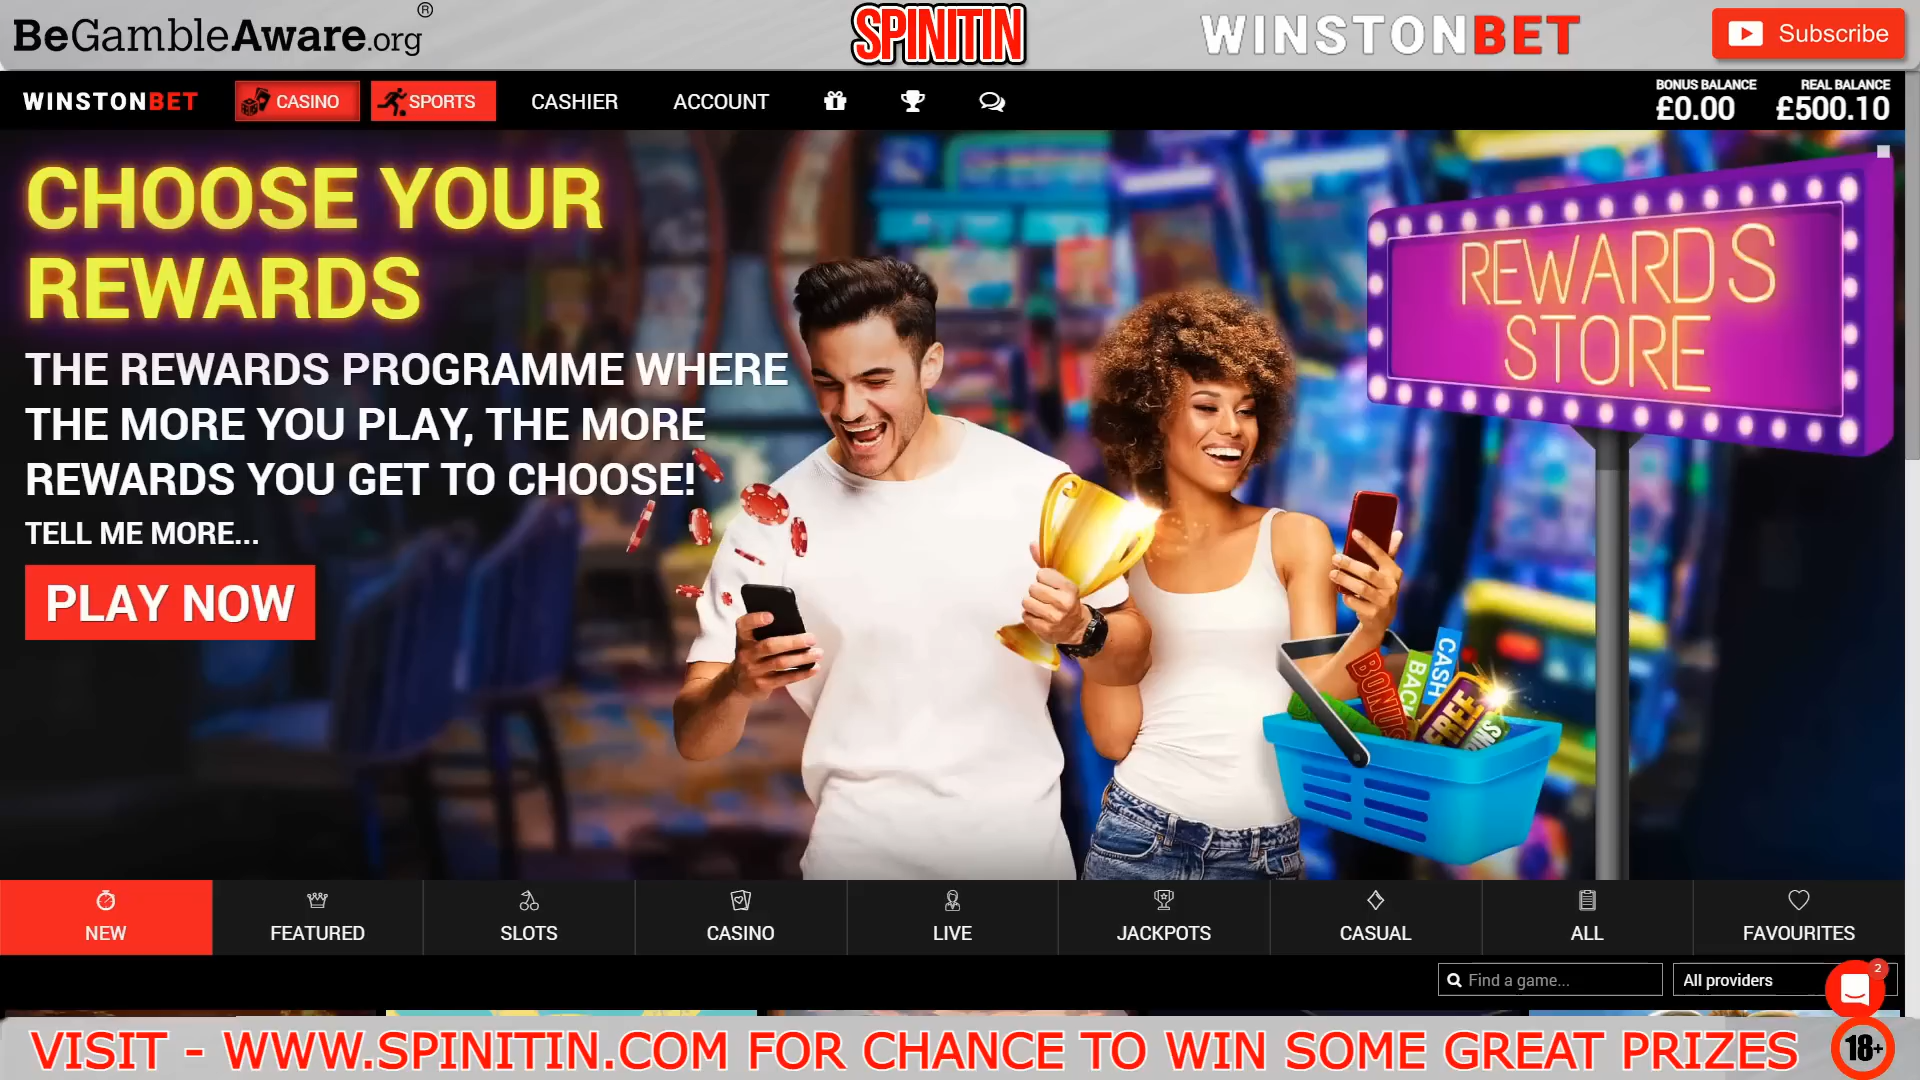 BeGambleAware.org®
SPINITIN
WINSTONBET
Subscribe
WINSTONBET
CASINO
SPORTS
CASHIER
ACCOUNT
BONUS BALANCE
£0.00
REAL BALANCE
£500.10
CHOOSE YOUR
REWARDS
THE REWARDS PROGRAMME WHERE
THE MORE YOU PLAY, THE MORE
REWARDS YOU GET TO CHOOSE!
TELL ME MORE...
PLAY NOW
REWARDS
STORE
BONUS
CASH
BACK
FREE
NEW
FEATURED
SLOTS
CASINO
LIVE
JACKPOTS
CASUAL
ALL
FAVOURITES
Find a game...
All providers
2
VISIT - WWW.SPINITIN.COM FOR CHANCE TO WIN SOME GREAT PRIZES
18+